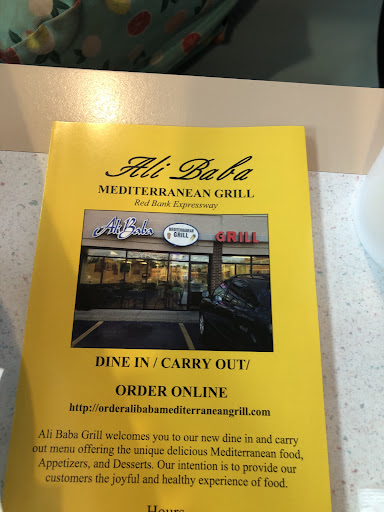 Ali Baba
MEDITERRANEAN GRILL
Red Bank Expressway
Ali Baba
MEDITERRANEAN
GRILL
GRILL
DINE IN / CARRY OUT/
ORDER ONLINE
http://orderalibabamediterraneangrill.com
Ali Baba Grill welcomes you to our new dine in and carry
out menu offering the unique delicious Mediterranean food,
Appetizers, and Desserts. Our intention is to provide our
customers the joyful and healthy experience of food.
Hours